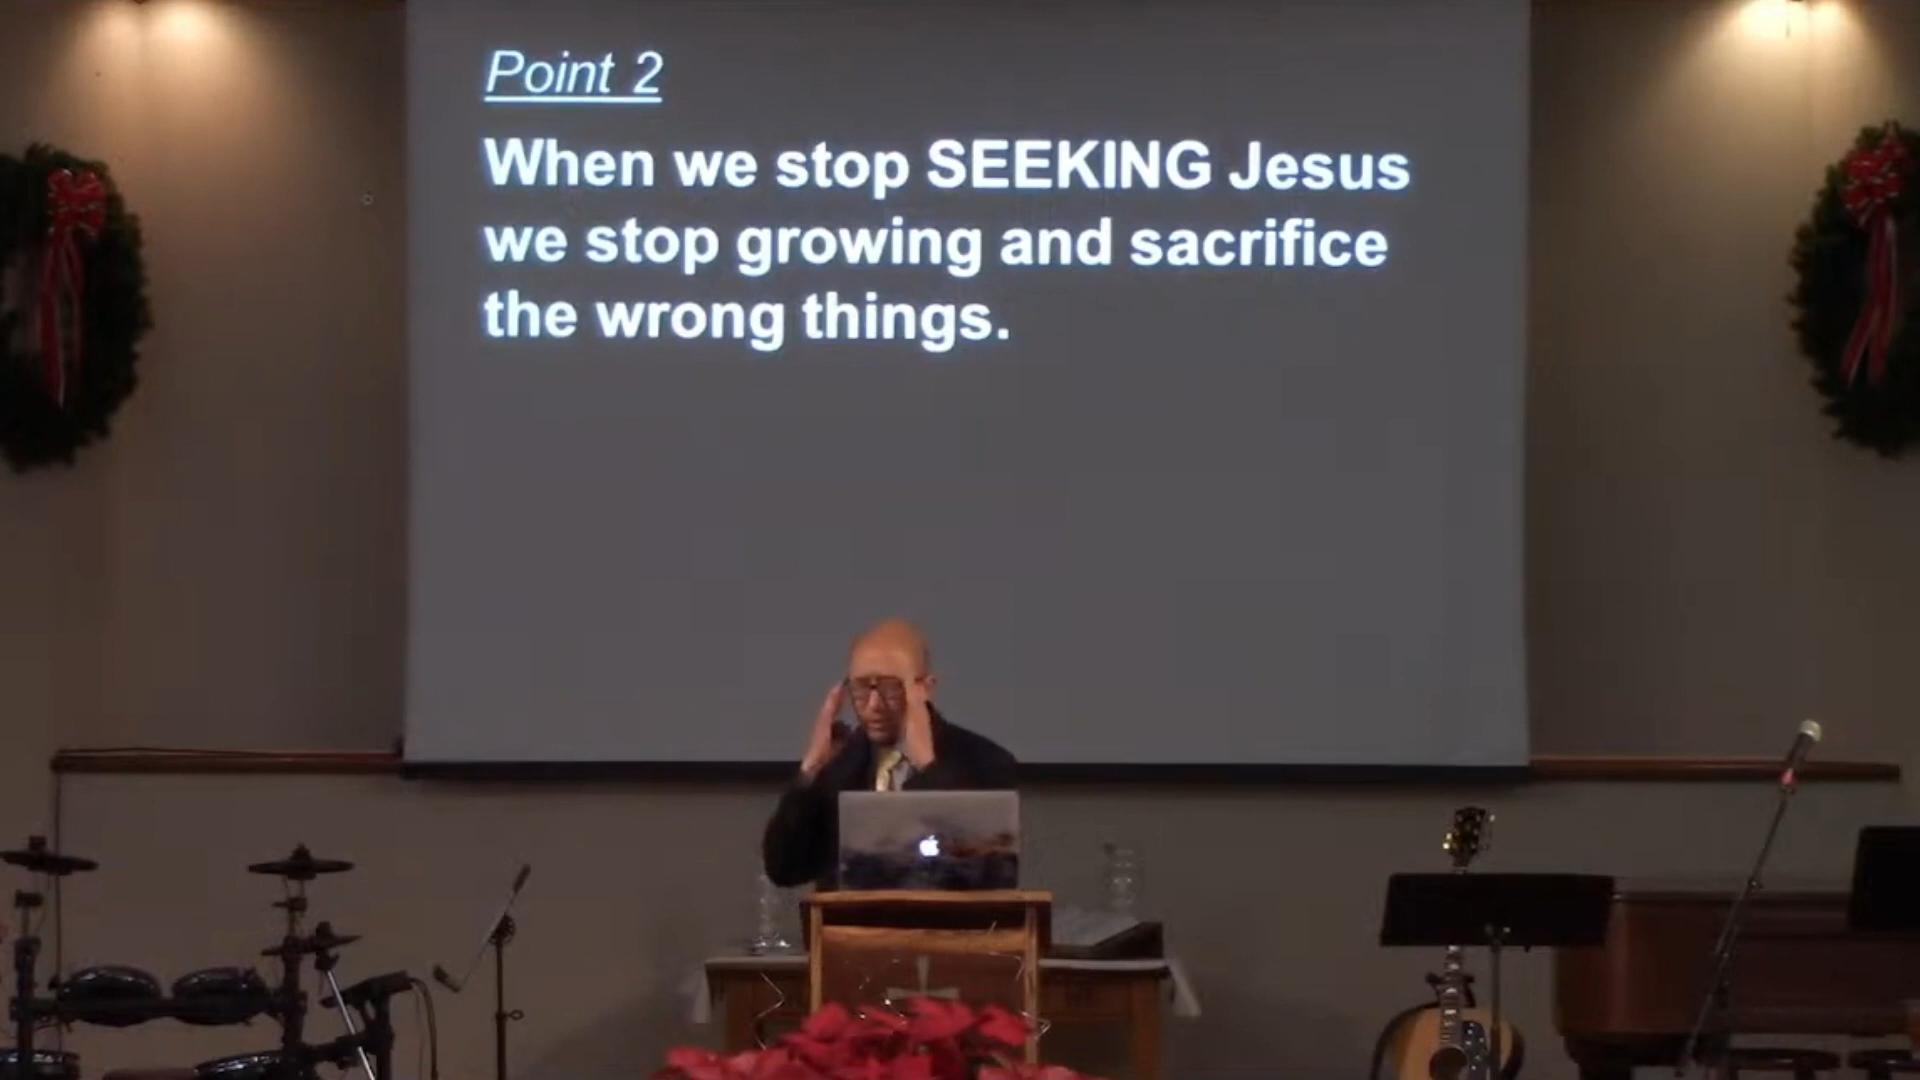 Point 2
When we stop SEEKING Jesus
we stop growing and sacrifice
the wrong things.